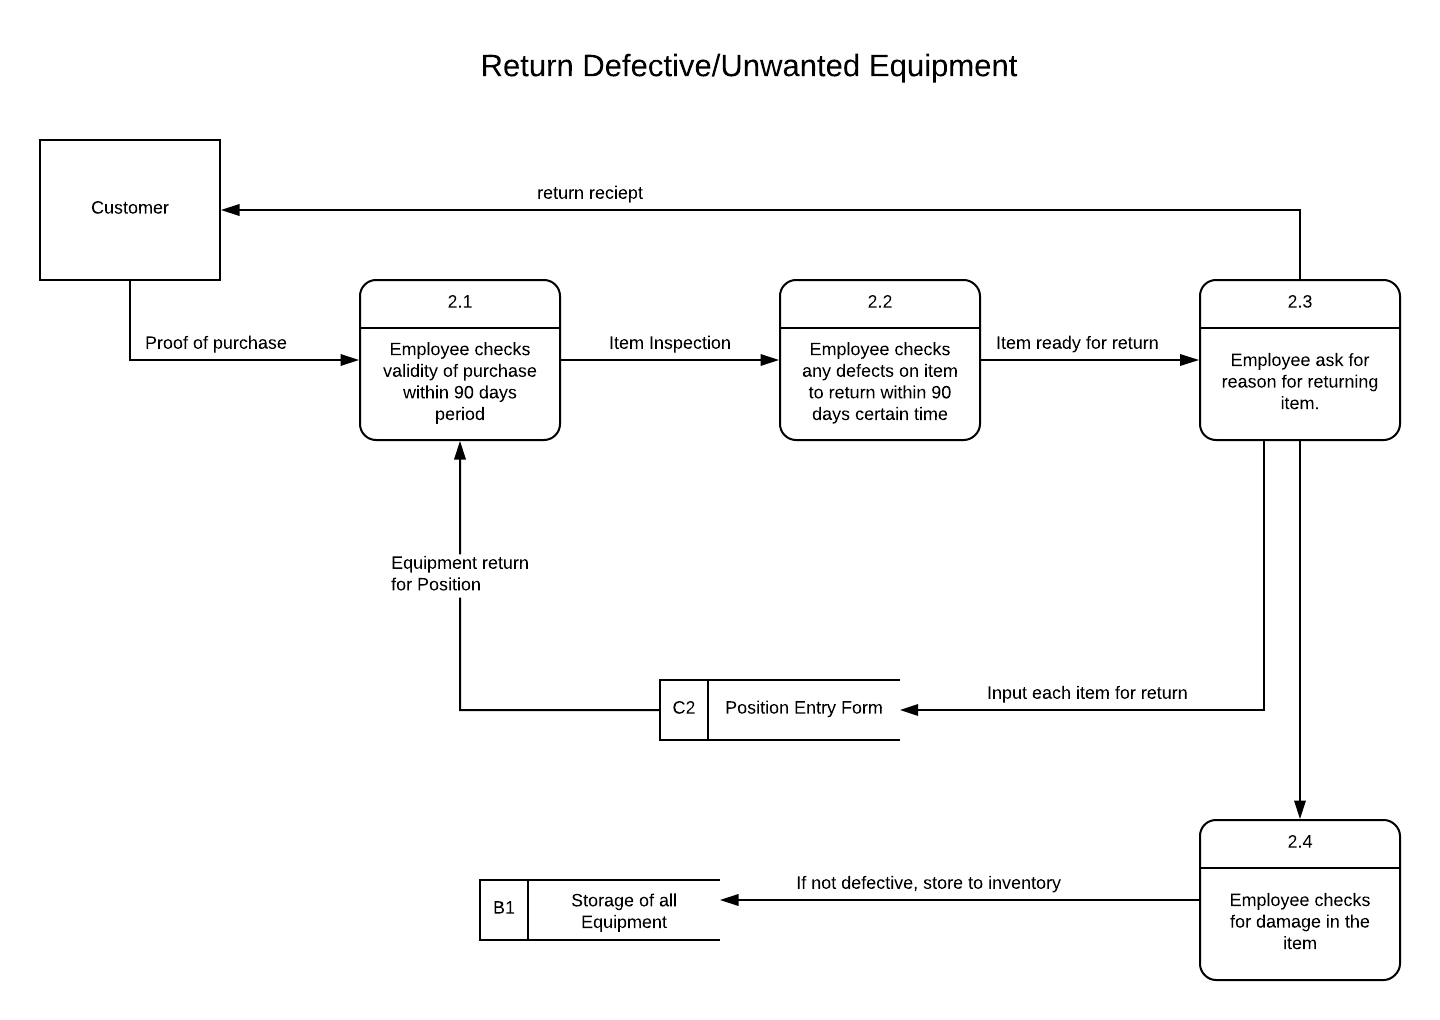 Return Defective/Unwanted Equipment
return reciept
Customer
2.1
2.2
2.3
Proof of purchase
Item Inspection
Item ready for return
Employee checks
validity of purchase
within 90 days
period
Employee checks
any defects on item
to return within 90
days certain time
Employee ask for
reason for returning
item.
Equipment return
for Position
C2
Position Entry Form
Input each item for return
2.4
If not defective, store to inventory
B1
Storage of all
Equipment
Employee checks
for damage in the
item